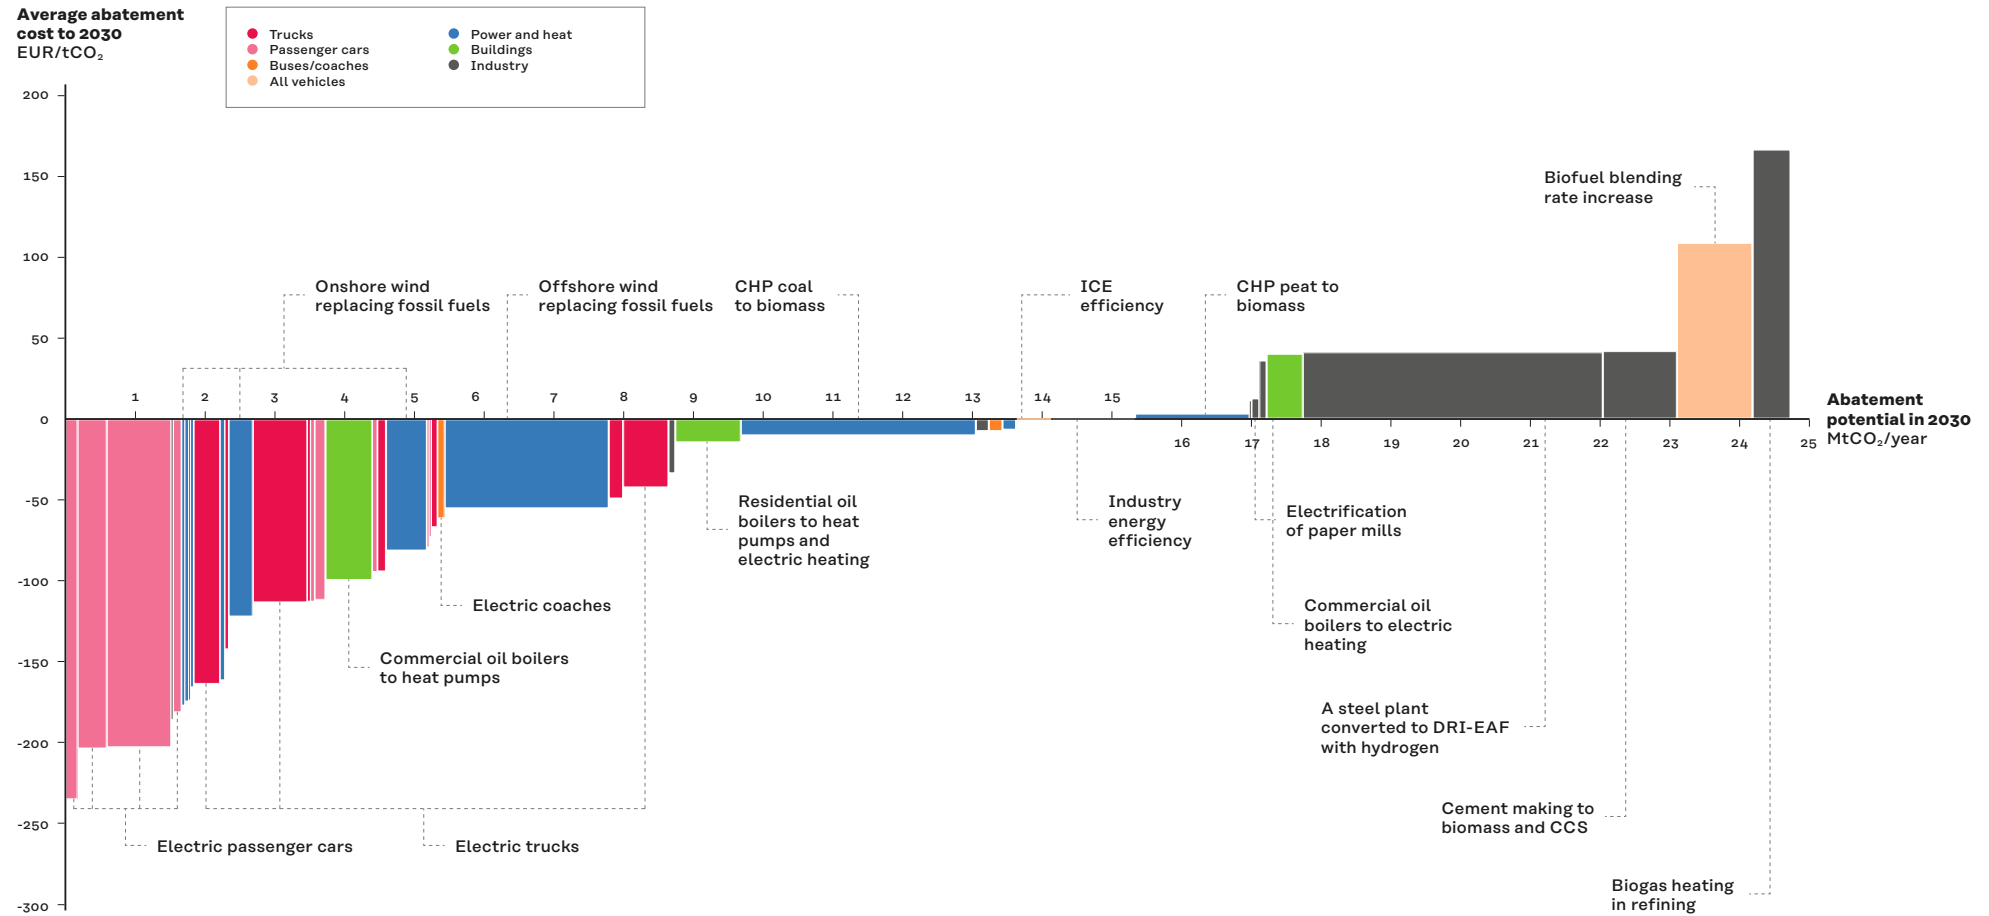 Average abatement
cost to 2030
EUR/tCO₂
Trucks
Passenger cars
Buses/coaches
All vehicles
Power and heat
Buildings
Industry
200
150
100
50
0
-50
-100
-150
-200
-250
-300
Onshore wind
replacing fossil fuels
Offshore wind
replacing fossil fuels
CHP coal
to biomass
ICE
efficiency
CHP peat to
biomass
Biofuel blending
rate increase
1 2 3 4 5 6 7 8 9 10 11 12 13 14 15
16 17 18 19 20 21 22 23 24 25
Abatement
potential in 2030
MtCO₂/year
Residential oil
boilers to heat
pumps and
electric heating
Industry
energy
efficiency
Electrification
of paper mills
Electric coaches
Commercial oil
boilers to electric
heating
Commercial oil boilers
to heat pumps
A steel plant
converted to DRI-EAF
with hydrogen
Cement making to
biomass and CCS
Electric passenger cars
Electric trucks
Biogas heating
in refining